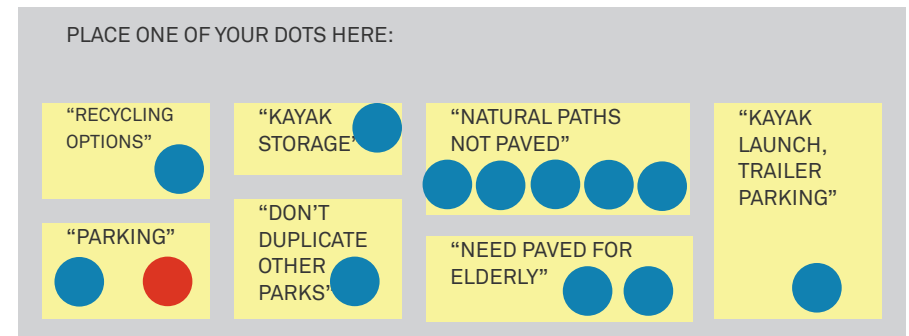 PLACE ONE OF YOUR DOTS HERE:
“RECYCLING
OPTIONS”
“PARKING”
“KAYAK
STORAGE”
“DON’T
DUPLICATE
OTHER
PARKS”
“NATURAL PATHS
NOT PAVED”
“NEED PAVED FOR
ELDERLY”
“KAYAK
LAUNCH,
TRAILER
PARKING”